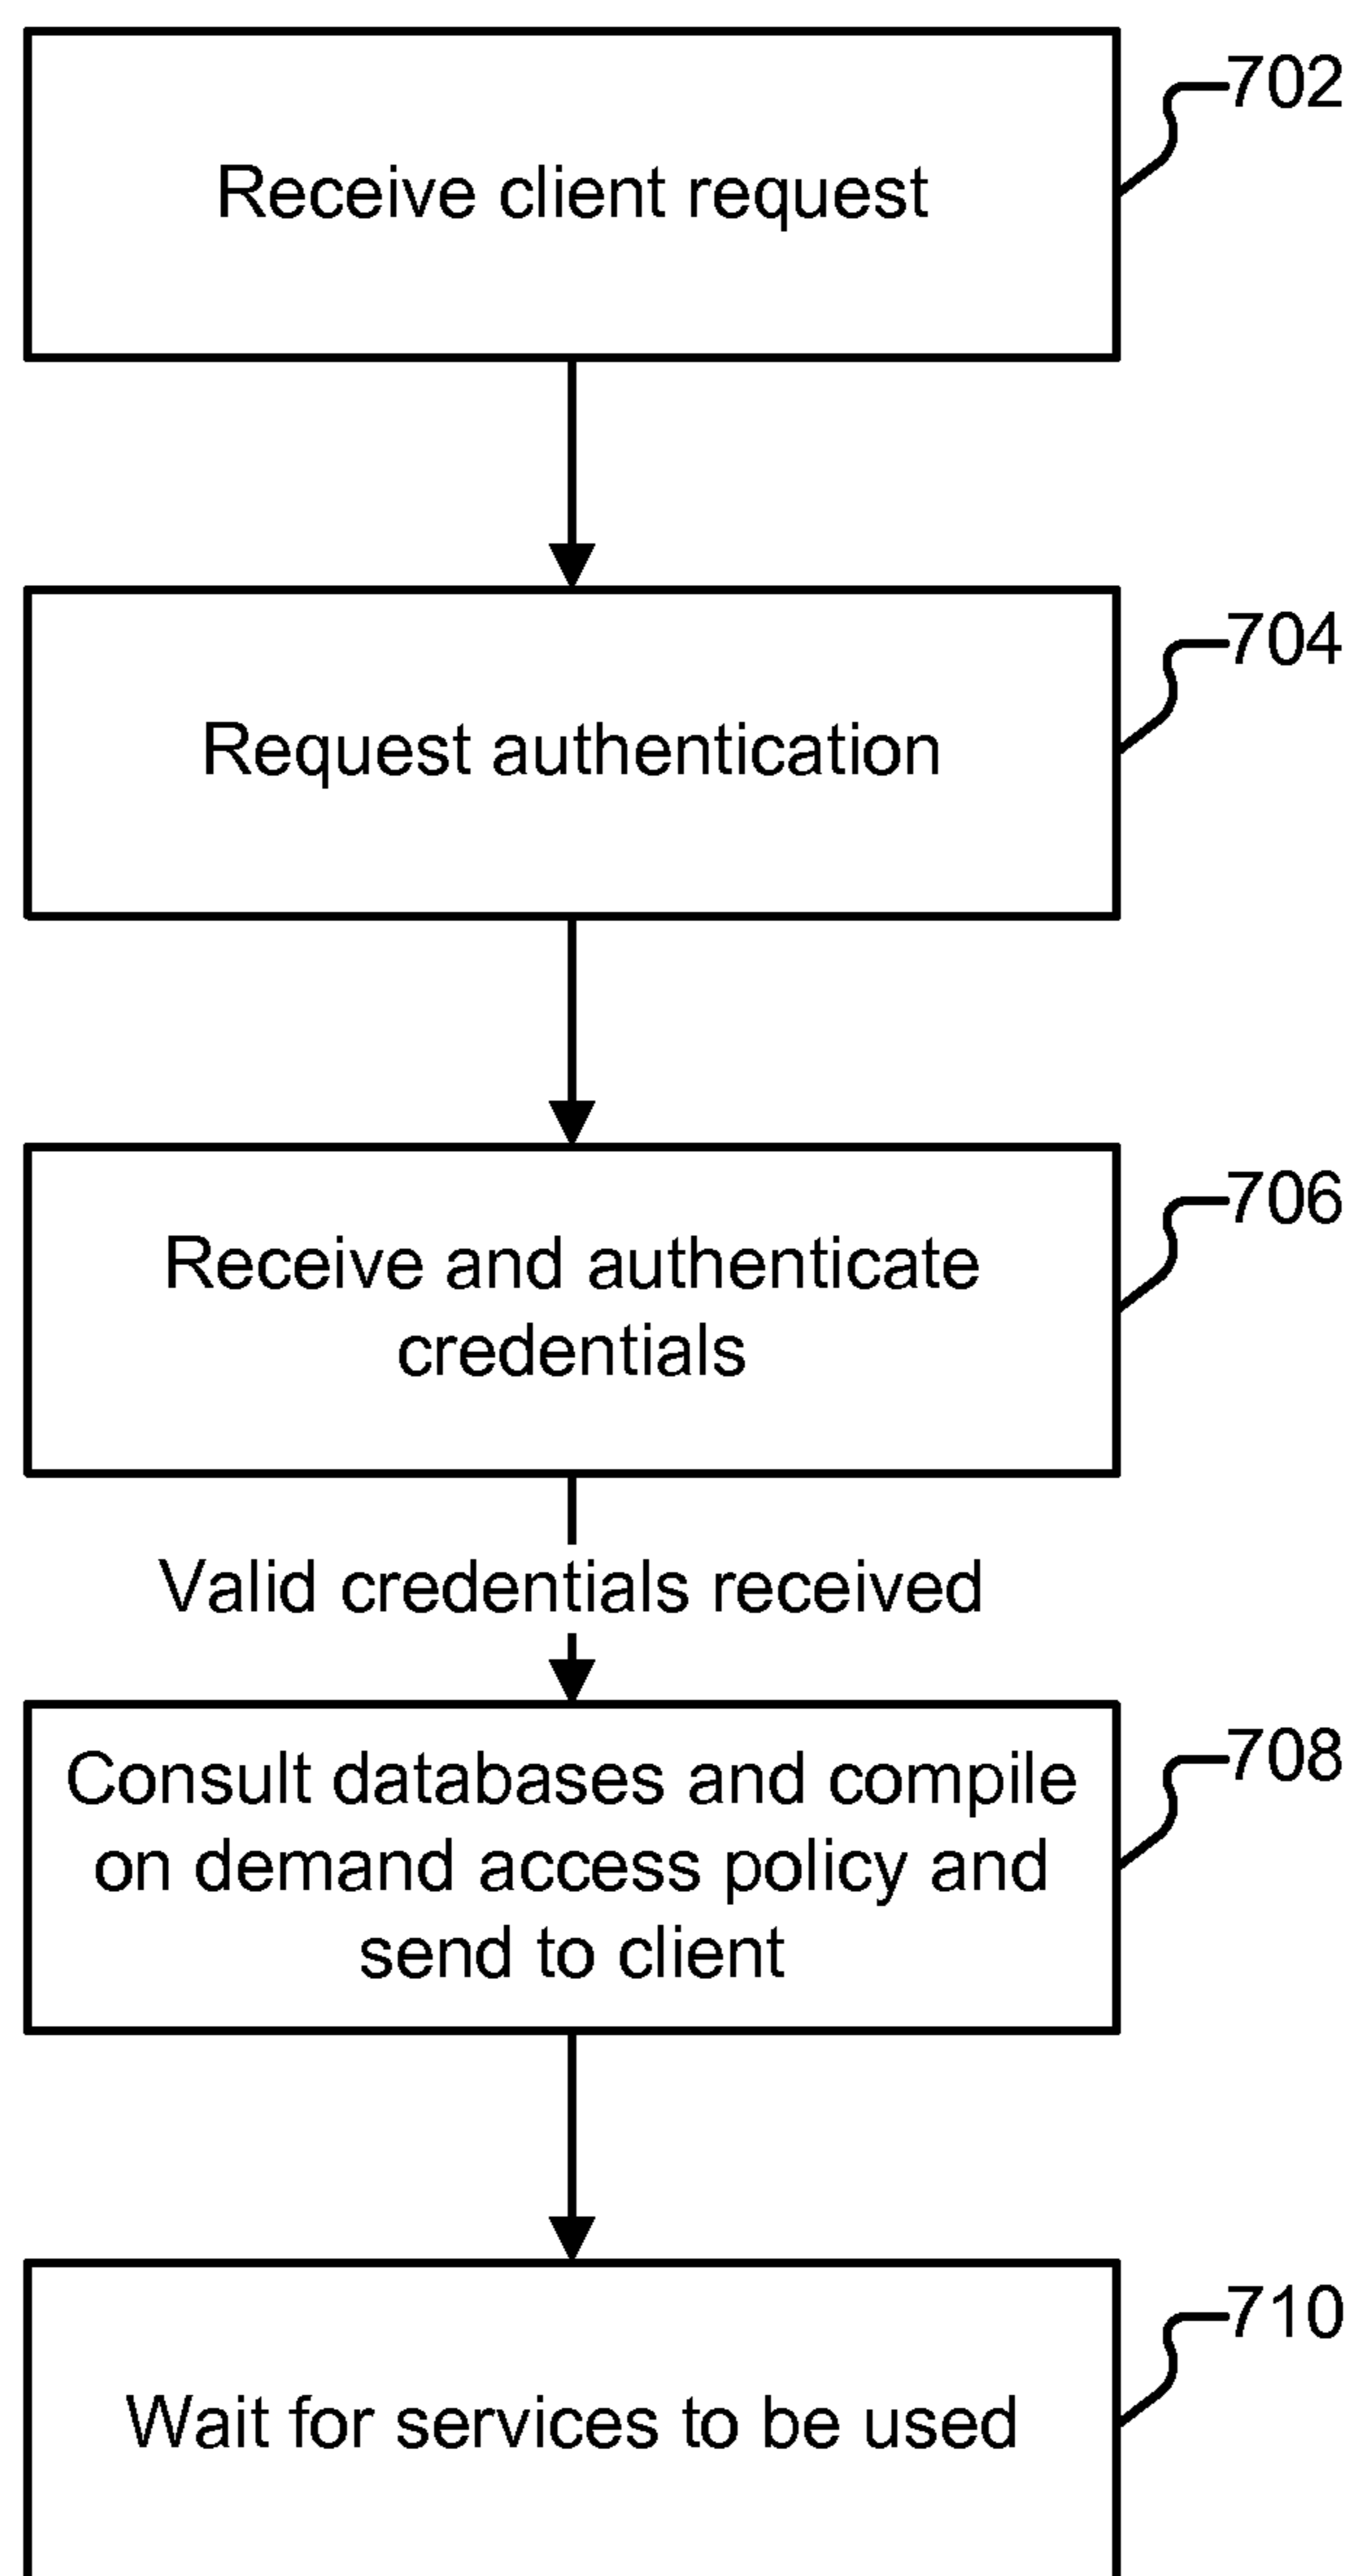 702
Receive client request
704
Request authentication
706
Receive and authenticate
credentials
Valid credentials received
708
Consult databases and compile
on demand access policy and
send to client
710
Wait for services to be used